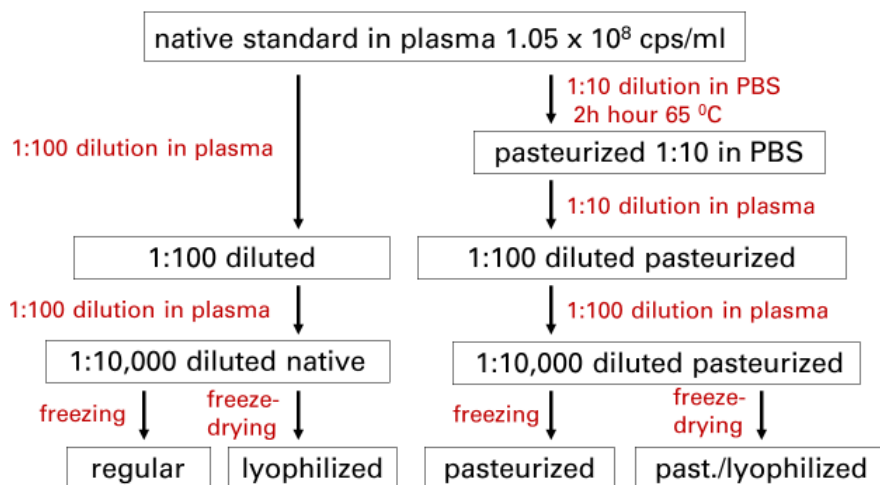 native standard in plasma 1.05 x 10⁸ cps/ml
1:10 dilution in PBS
2h hour 65 ⁰C
1:100 dilution in plasma
pasteurized 1:10 in PBS
1:10 dilution in plasma
1:100 diluted
1:100 diluted pasteurized
1:100 dilution in plasma
1:100 dilution in plasma
1:10,000 diluted native
1:10,000 diluted pasteurized
freezing
freeze-
drying
freezing
freeze-
drying
regular
lyophilized
pasteurized
past./lyophilized